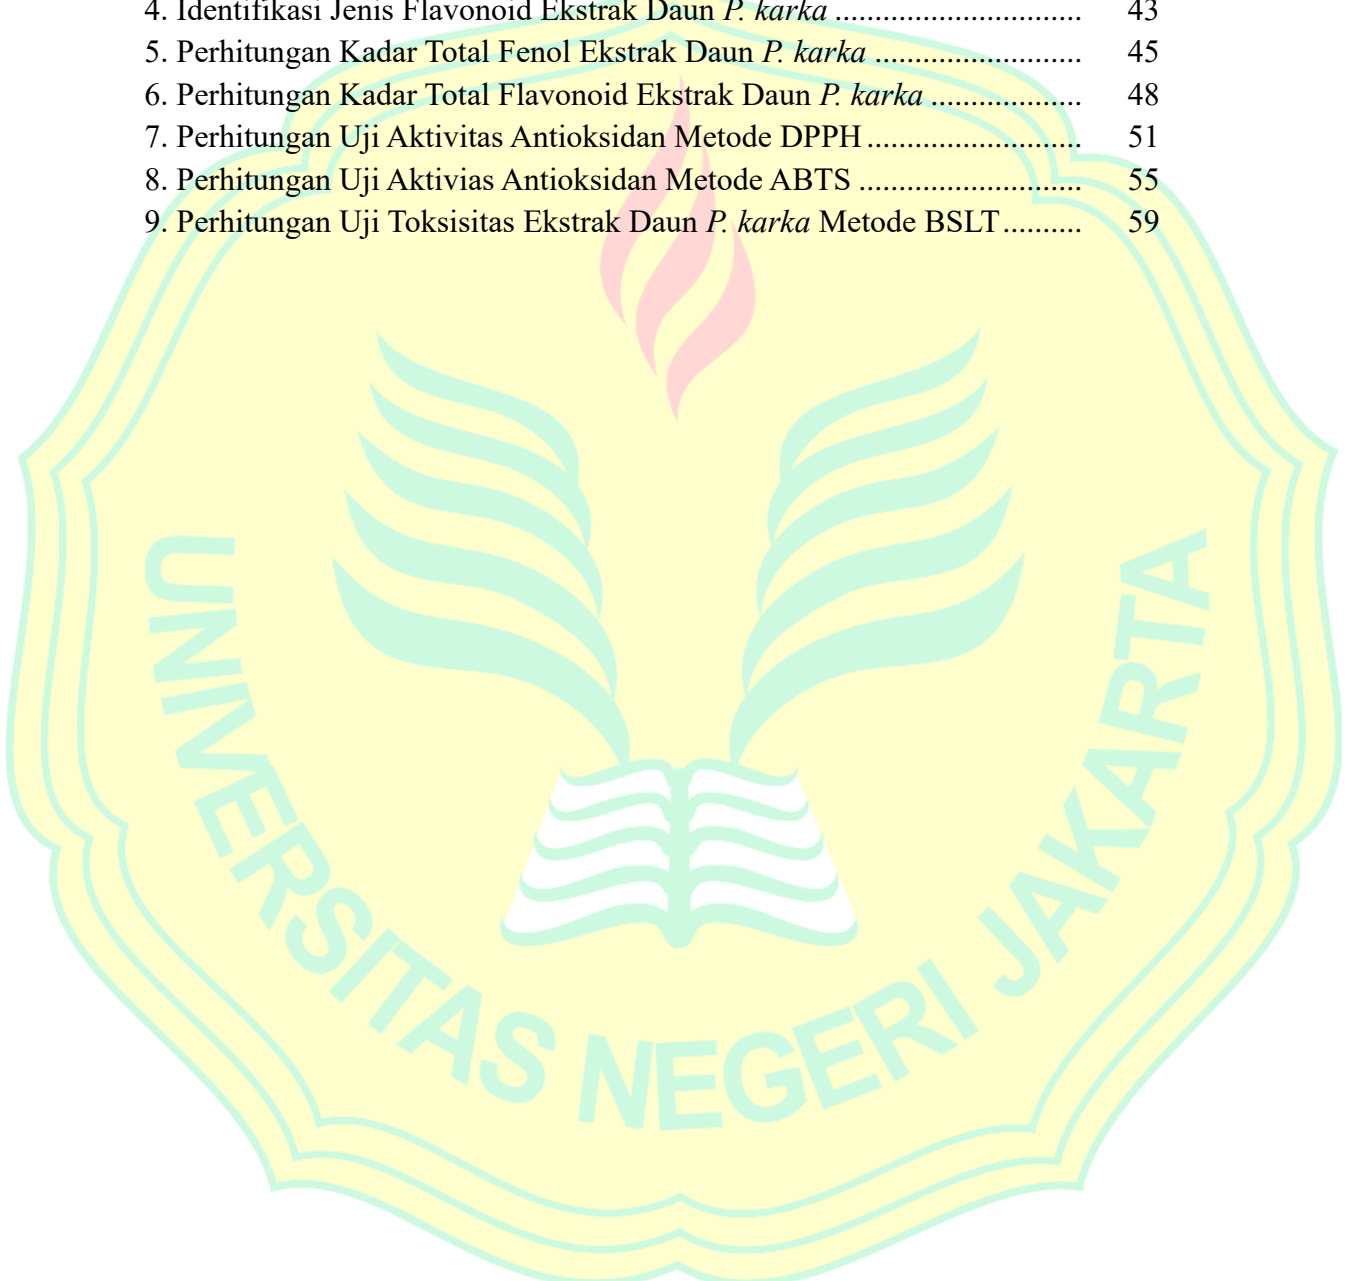 4. Identifikasi Jenis Flavonoid Ekstrak Daun P. karka ............................... 43
5. Perhitungan Kadar Total Fenol Ekstrak Daun P. karka .......................... 45
6. Perhitungan Kadar Total Flavonoid Ekstrak Daun P. karka ................... 48
7. Perhitungan Uji Aktivitas Antioksidan Metode DPPH ........................... 51
8. Perhitungan Uji Aktivias Antioksidan Metode ABTS ............................ 55
9. Perhitungan Uji Toksisitas Ekstrak Daun P. karka Metode BSLT .......... 59
UNIVERSITAS NEGERI JAKARTA